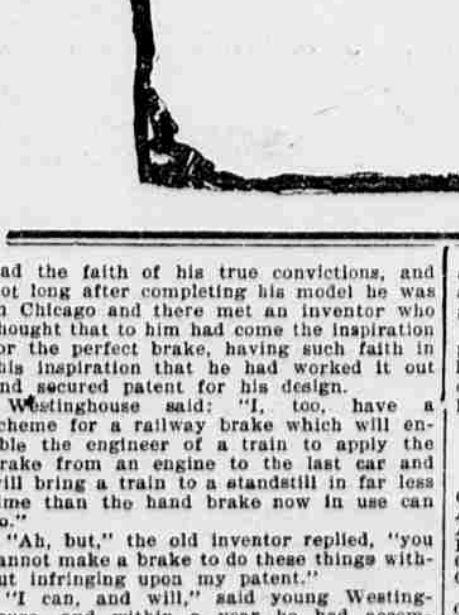 ad the faith of his true convictions, and
ot long after completing his model he was
n Chicago and there met an inventor who
hought that to him had come the inspiration
or the perfect brake, having such faith in
his inspiration that he had worked it out
nd secured patent for his design.
Westinghouse said: "I, too, have a
cheme for a railway brake which will en-
ble the engineer of a train to apply the
rake from an engine to the last car and
ill bring a train to a standstill in far less
ime than the hand brake now in use can
o."
"Ah, but," the old inventor replied, "you
annot make a brake to do these things with-
ut infringing upon my patent."
"I can, and will," said young Westing-
and within a year he had